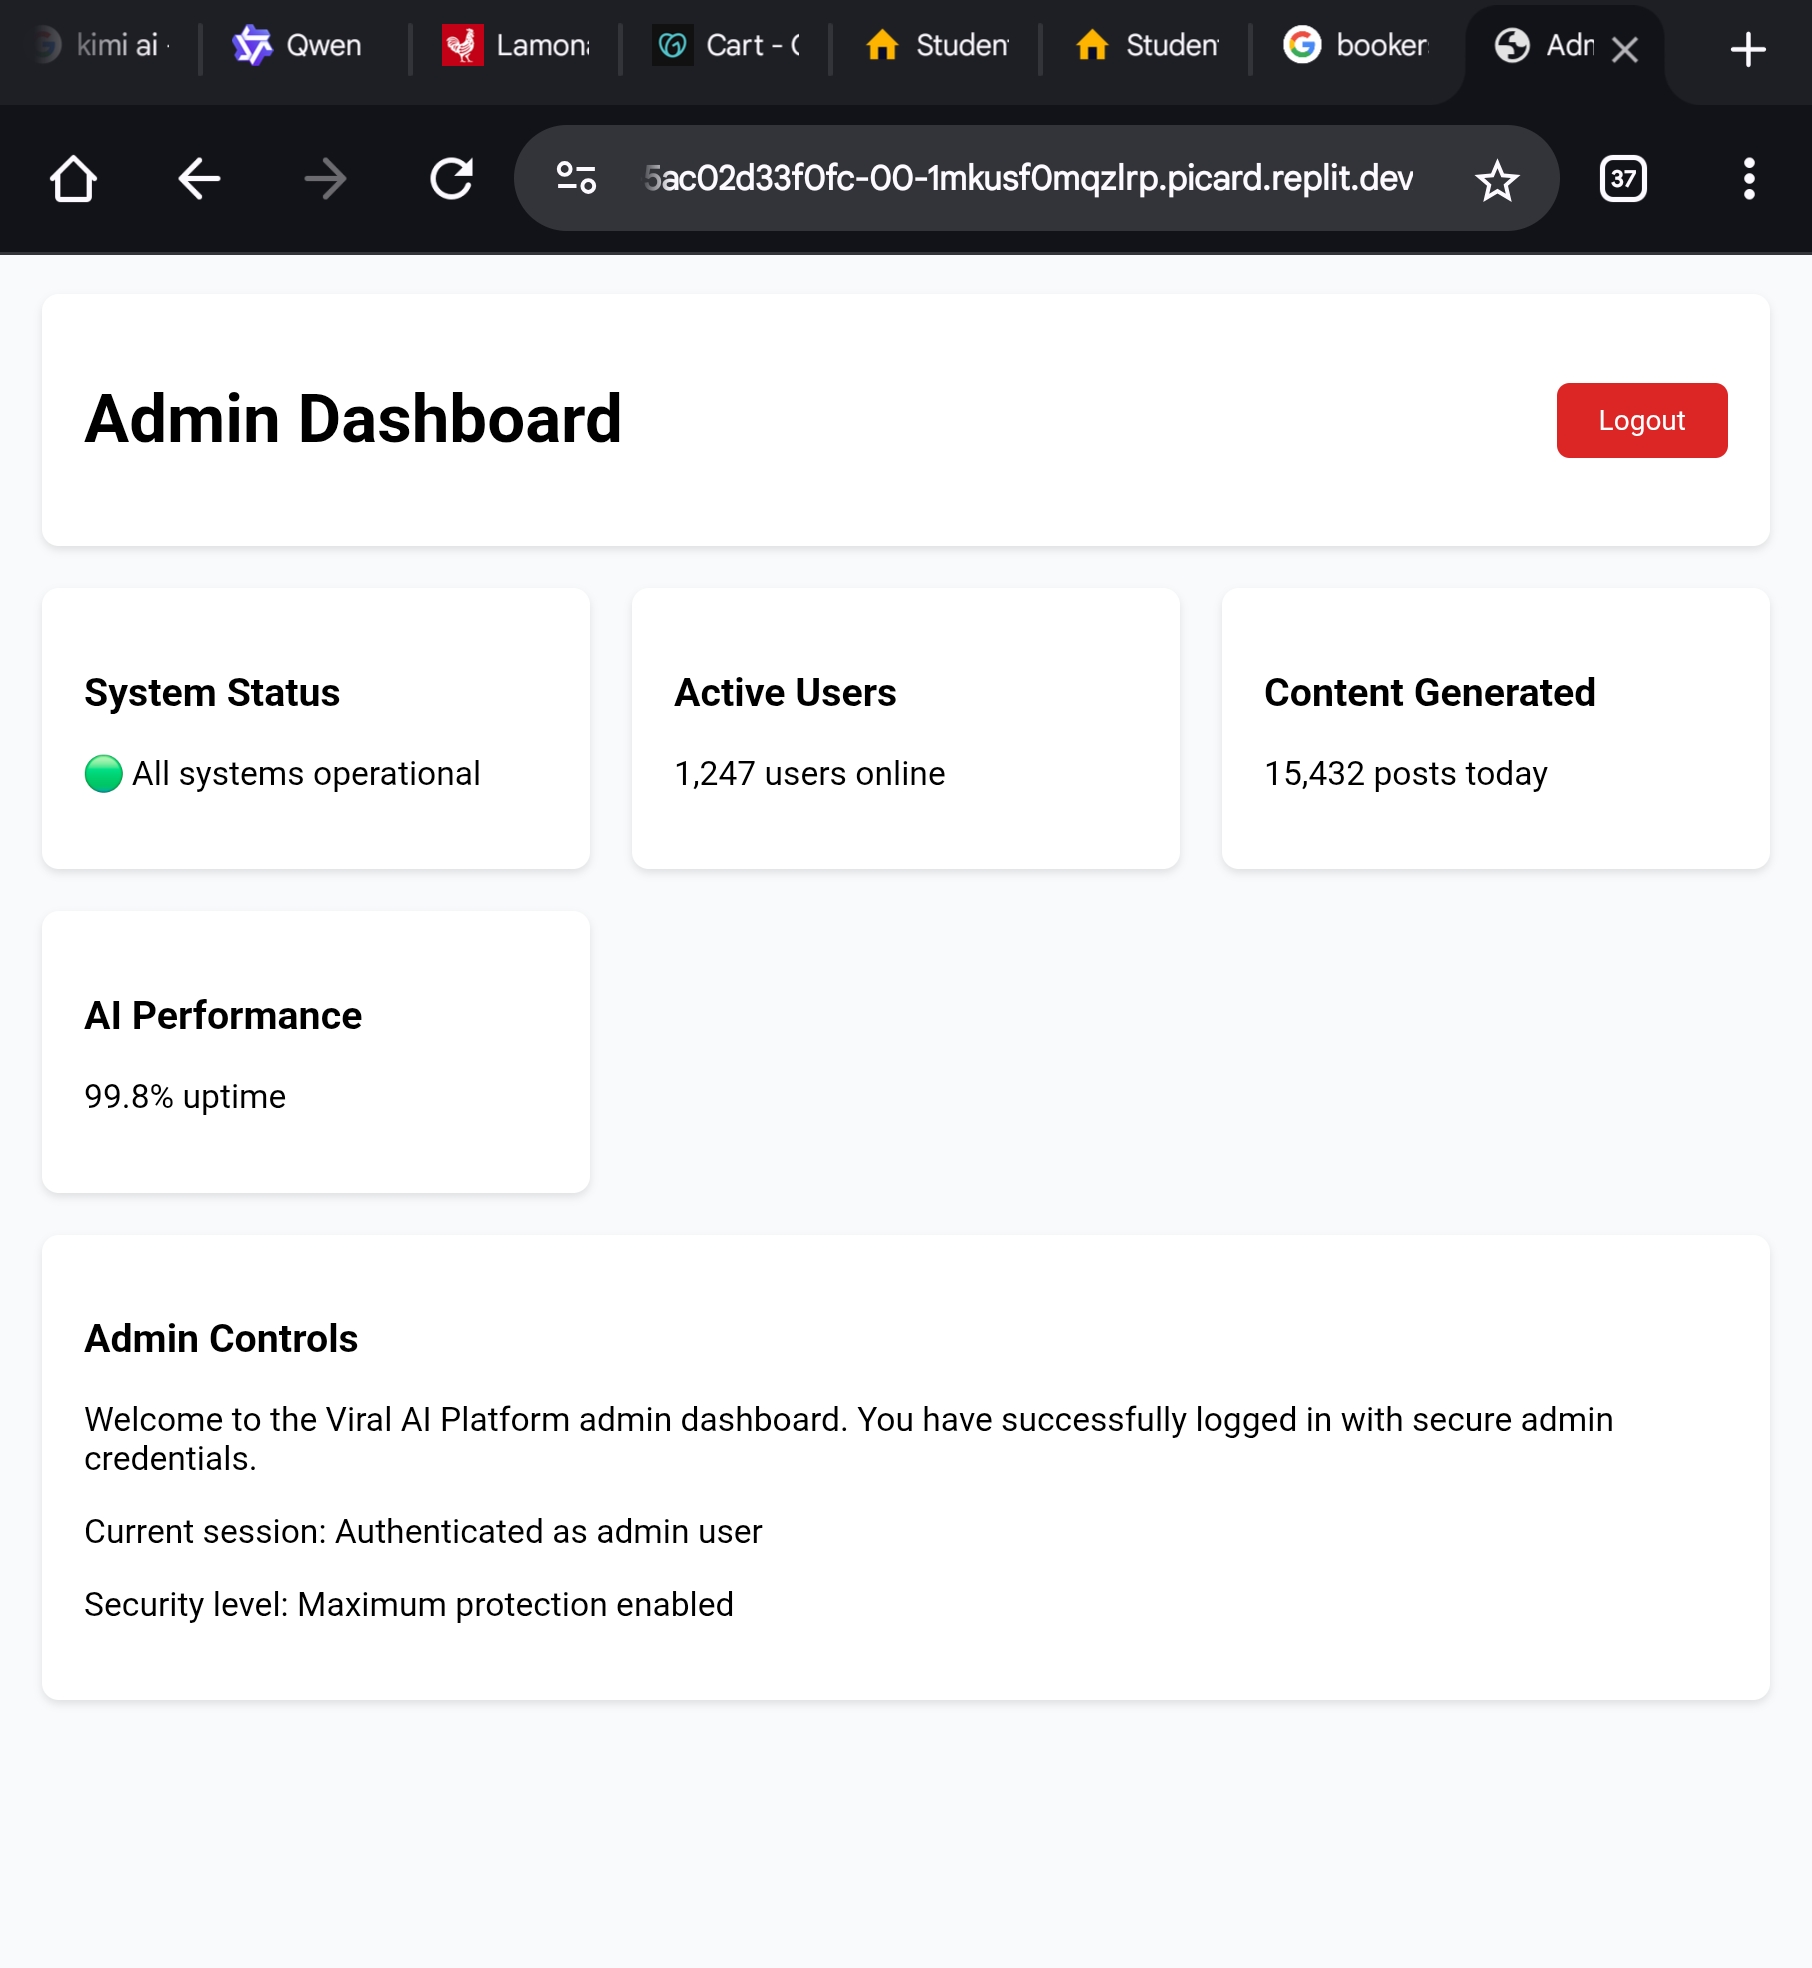 kimi ai
Qwen
Lamon
Cart -
Studen
Studen
booker
Adm
5ac02d33f0fc-00-1mkusf0mqzlrp.picard.replit.dev
37
Admin Dashboard
Logout
System Status
All systems operational
Active Users
1,247 users online
Content Generated
15,432 posts today
AI Performance
99.8% uptime
Admin Controls
Welcome to the Viral AI Platform admin dashboard. You have successfully logged in with secure admin
credentials.
Current session: Authenticated as admin user
Security level: Maximum protection enabled